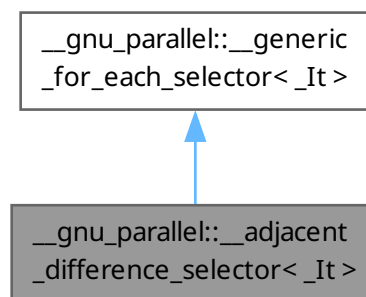 __gnu_parallel::__generic
_for_each_selector< _It >
__gnu_parallel::__adjacent
_difference_selector< _It >